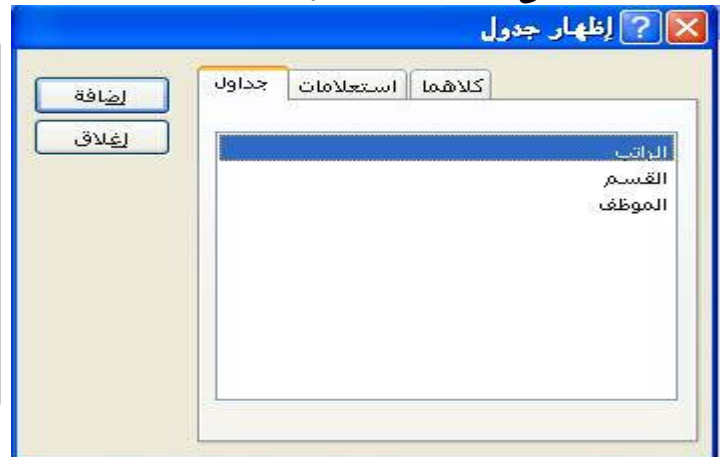 إظهار جدول
كلاهما استعلامات جداول
إضافة
إغلاق
الراتب
القسم
الموظف